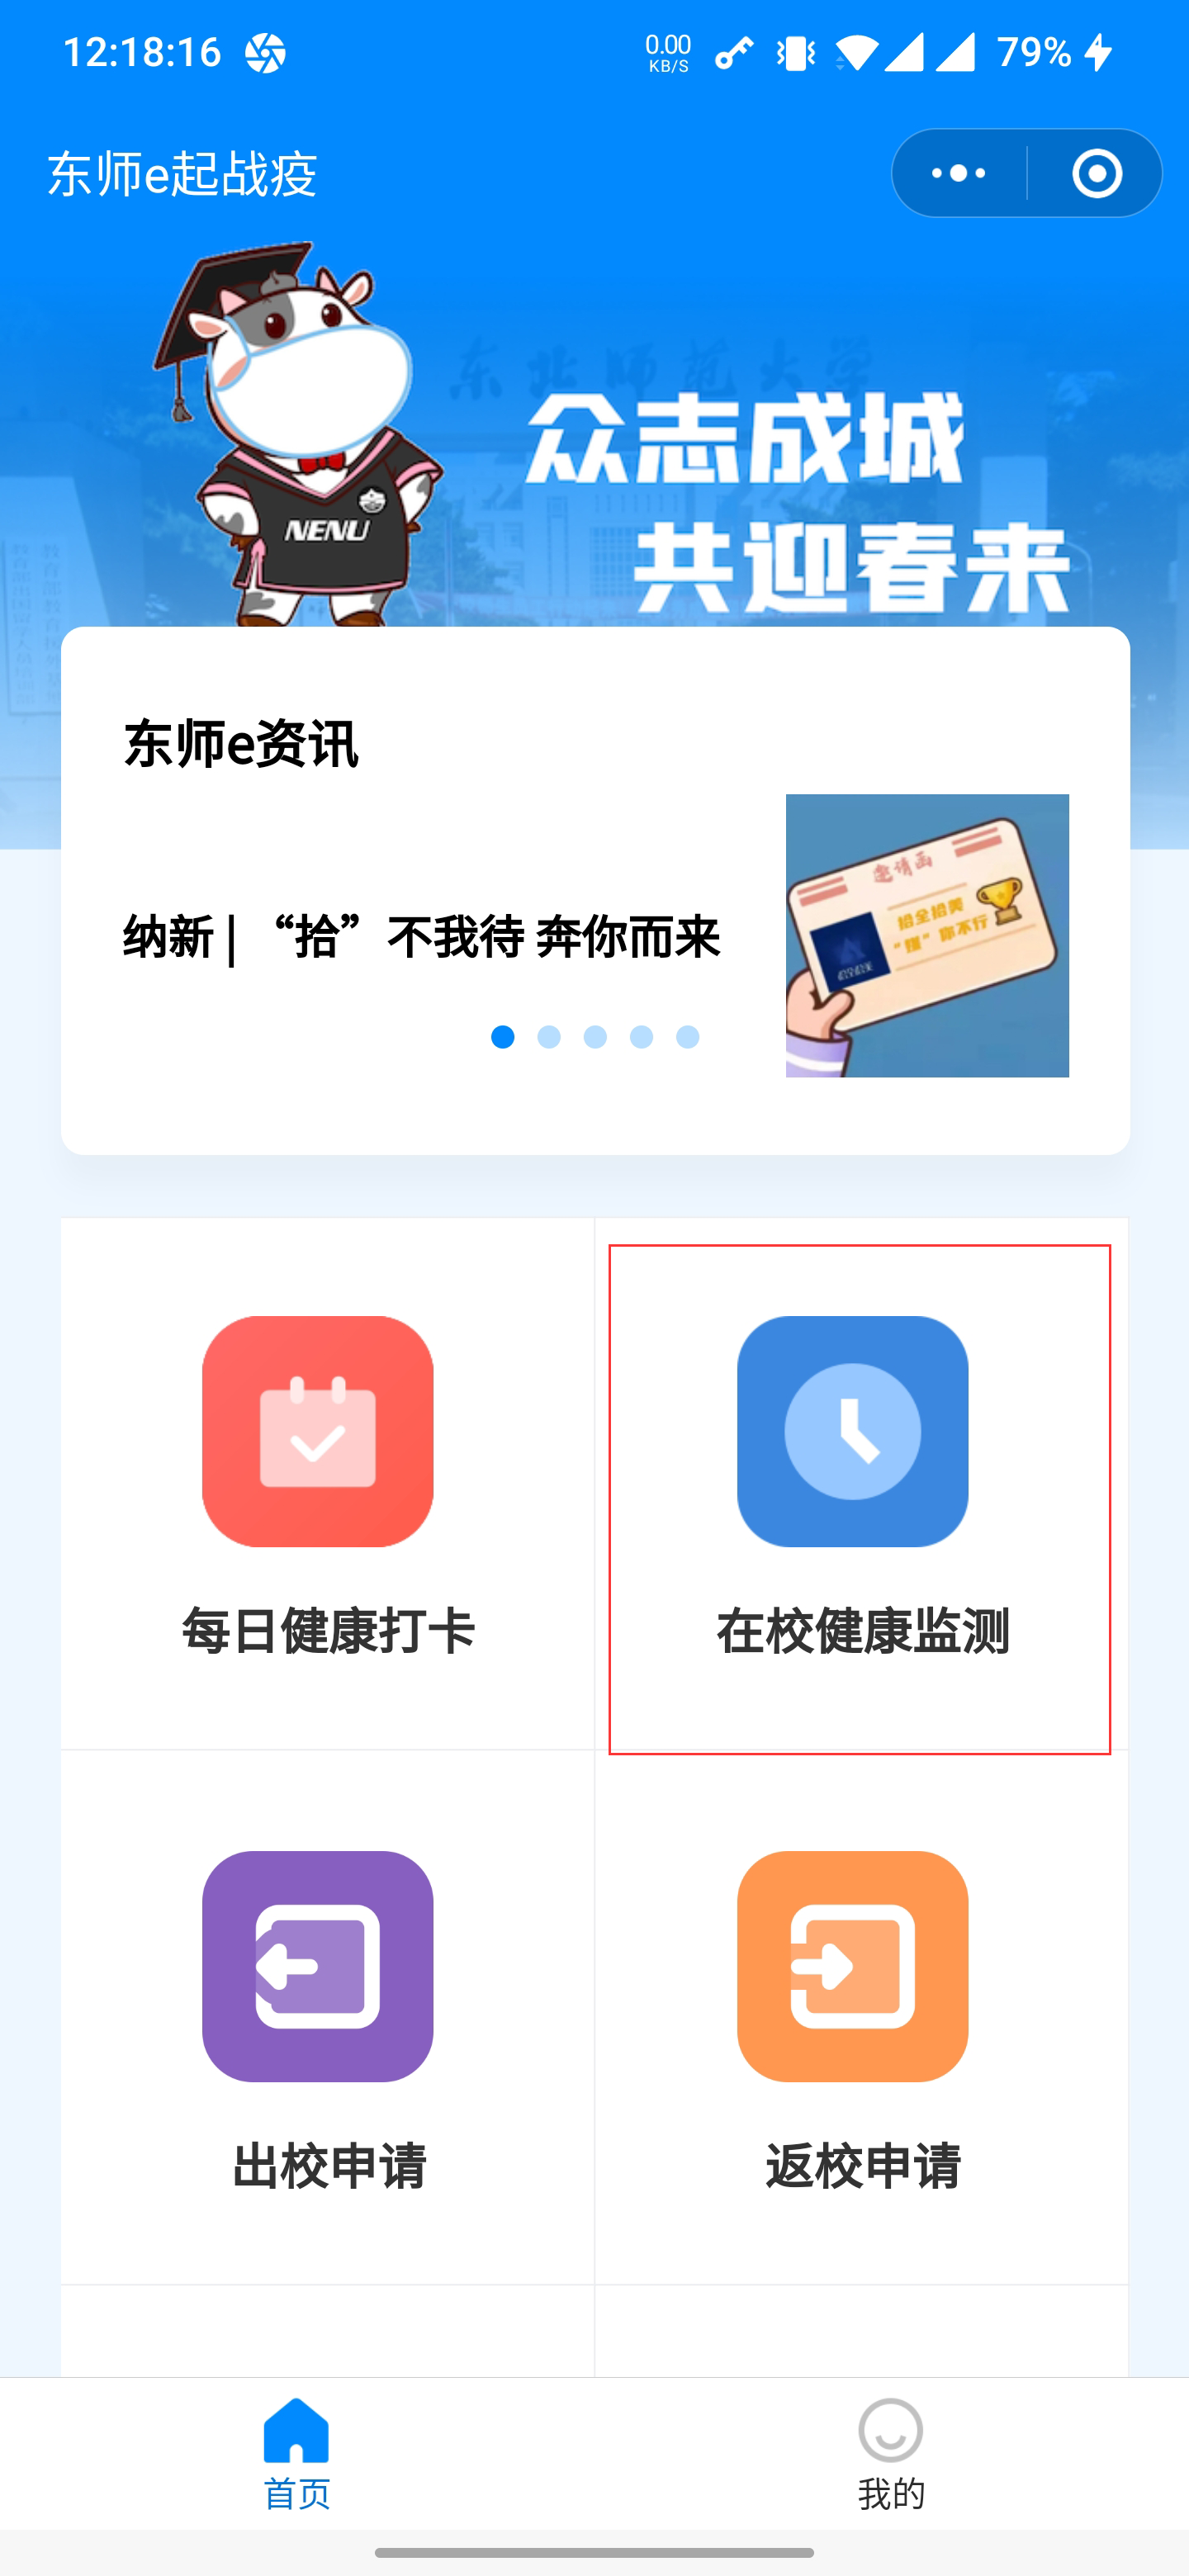 12:18:16
0.00
KB/S
79%
东师e起战疫
东北师范大学
众志成城
共迎春来
NENU
东师e资讯
纳新 | “拾”不我待 奔你而来
邀请函
拾全拾美
“攥”你不行
每日健康打卡
在校健康监测
出校申请
返校申请
首页
我的